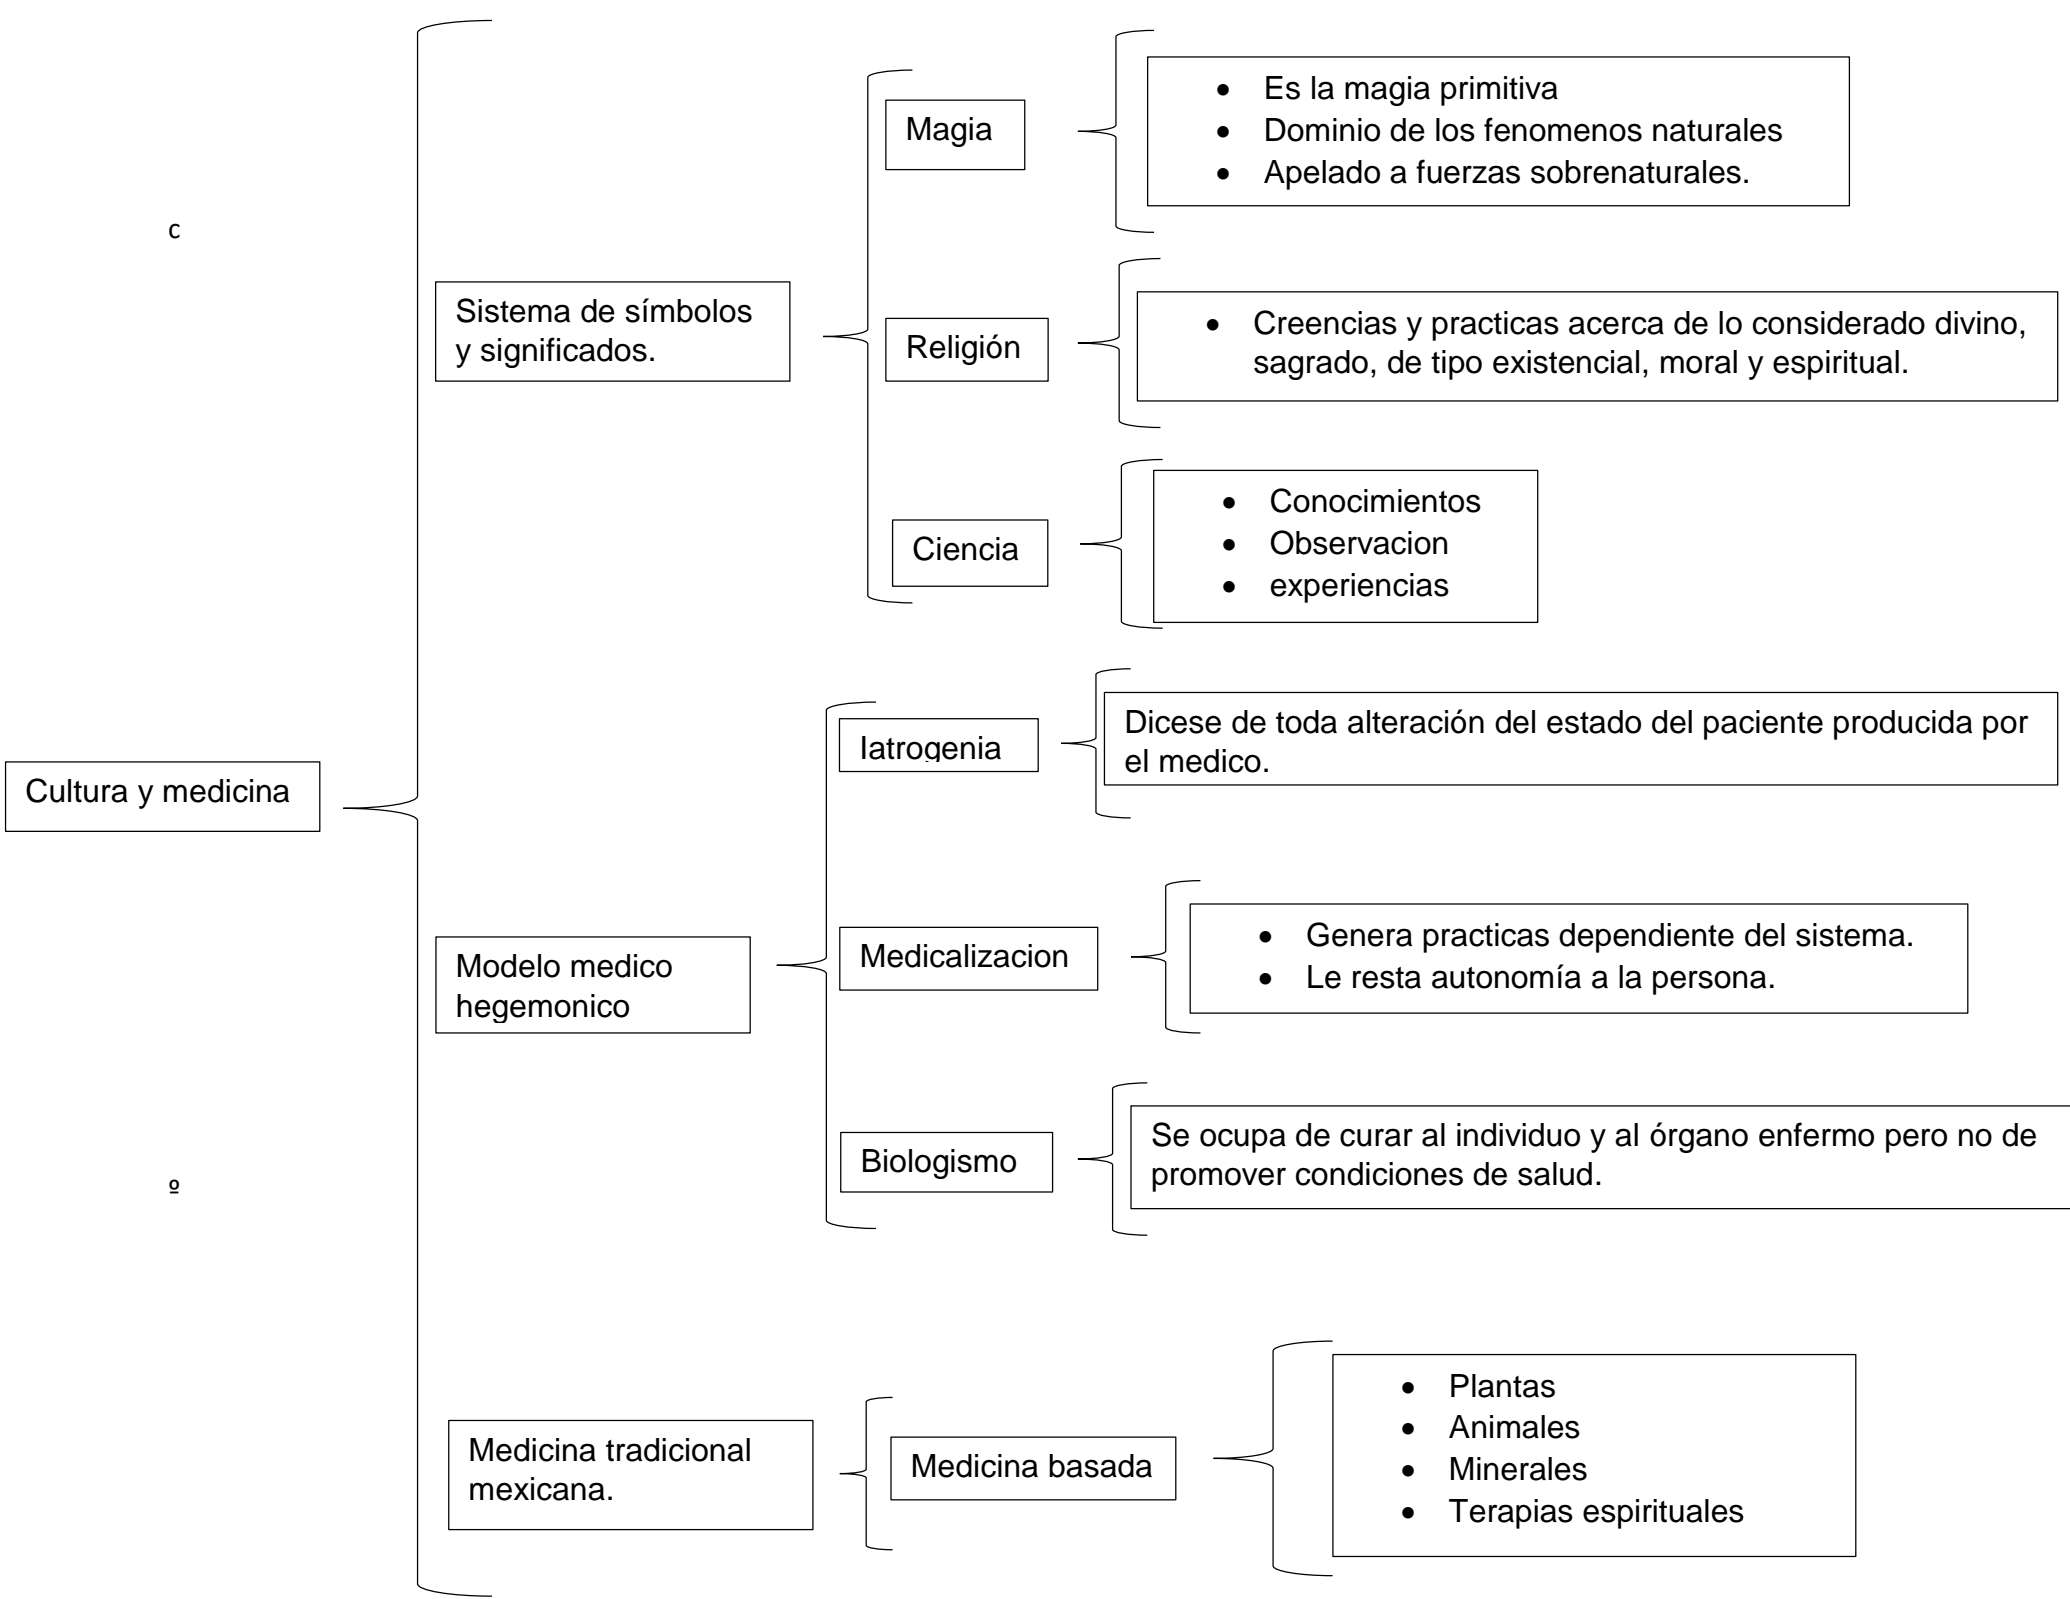 c
Cultura y medicina
º
Sistema de símbolos
y significados.
Magia
• Es la magia primitiva
• Dominio de los fenomenos naturales
• Apelado a fuerzas sobrenaturales.
Religión
• Creencias y practicas acerca de lo considerado divino,
sagrado, de tipo existencial, moral y espiritual.
Ciencia
• Conocimientos
• Observacion
• experiencias
Modelo medico
hegemonico
Iatrogenia
Dicese de toda alteración del estado del paciente producida por
el medico.
Medicalizacion
• Genera practicas dependiente del sistema.
• Le resta autonomía a la persona.
Biologismo
Se ocupa de curar al individuo y al órgano enfermo pero no de
promover condiciones de salud.
Medicina tradicional
mexicana.
Medicina basada
• Plantas
• Animales
• Minerales
• Terapias espirituales